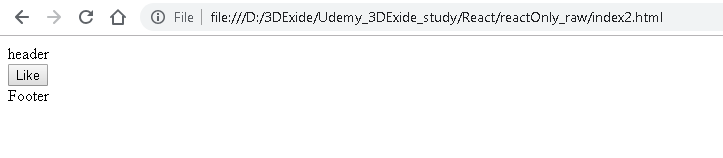 File file:///D:/3DExide/Udemy_3DExide_study/React/reactOnly_raw/index2.html
header
Like
Footer